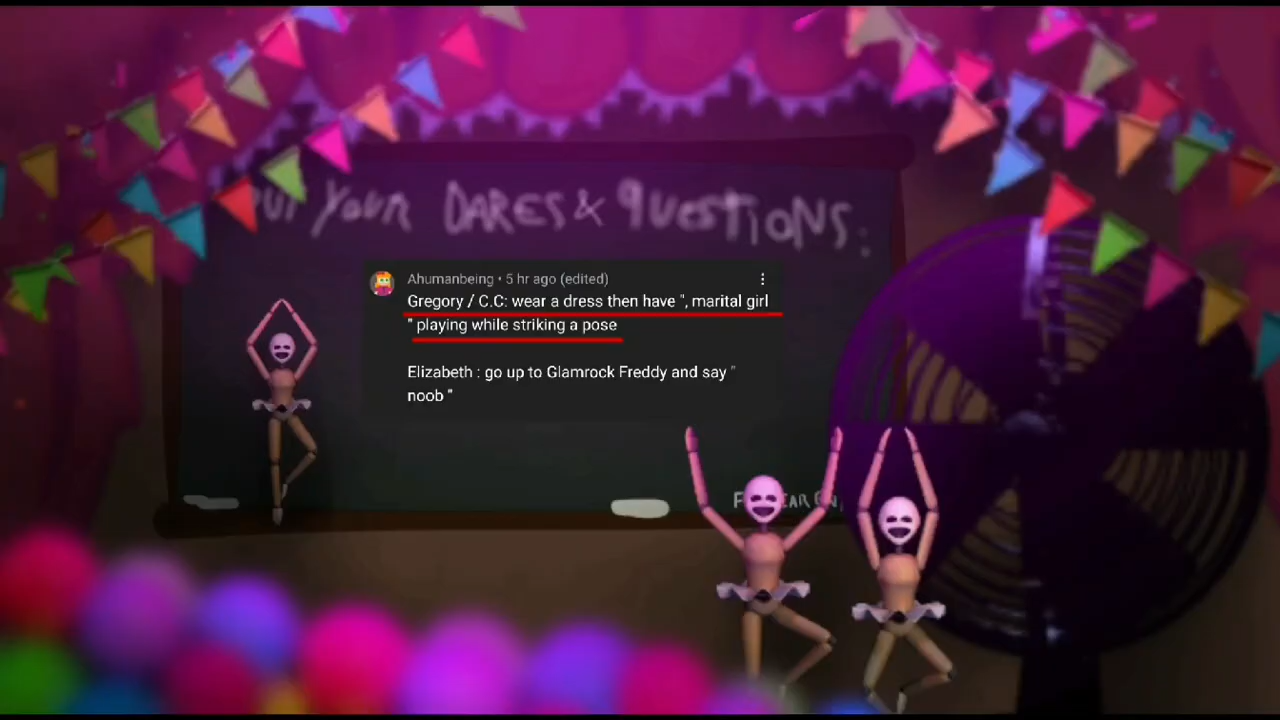 YOUR DARES & QUESTIONS:
Ahumanbeing • 5 hr ago (edited)
Gregory / C.C: wear a dress then have ", marital girl
" playing while striking a pose
Elizabeth : go up to Glamrock Freddy and say "
noob "